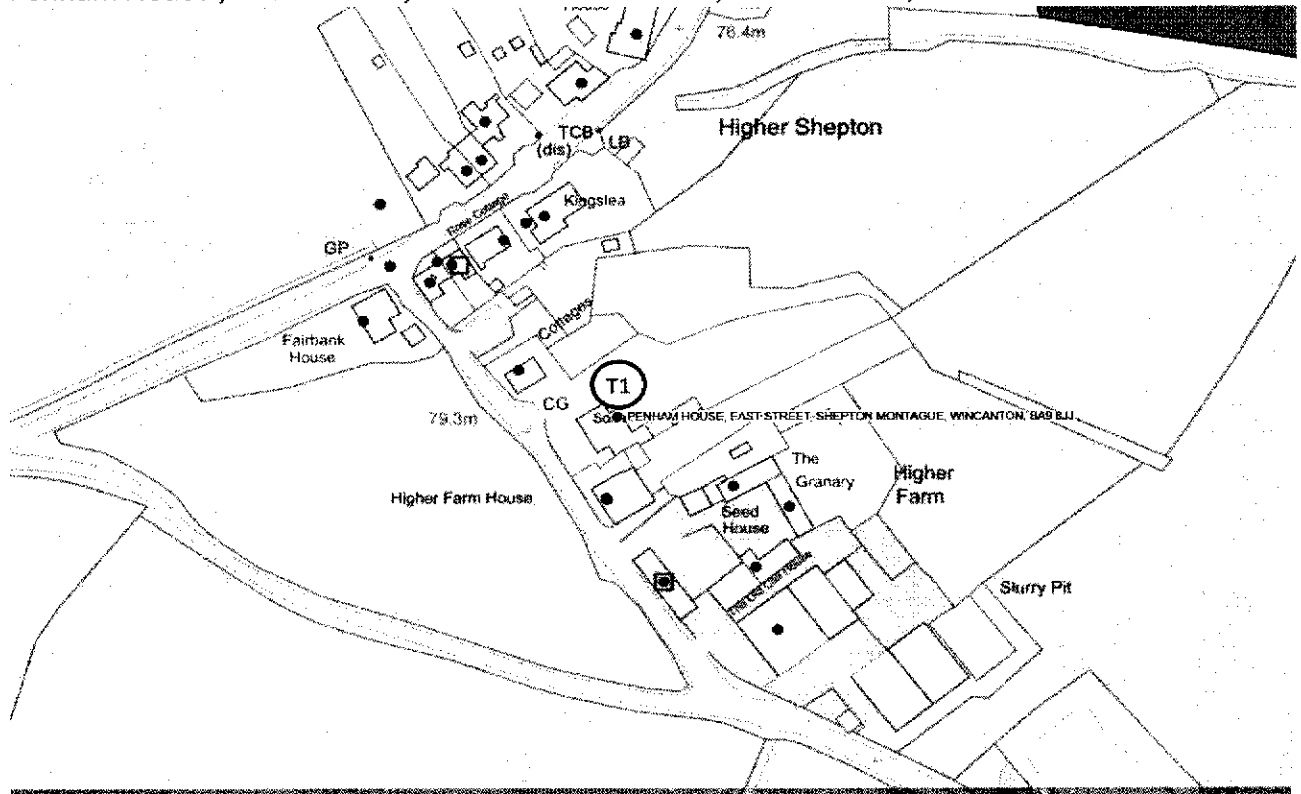 76.4m
Higher Shepton
TCB
(dis)
LB
Kingslea
Rose Cottage
GP
Fairbank
House
Cottages
T1
CG
79.3m
PENHAM HOUSE, EAST STREET, SHEPTON MONTAGUE, WINCANTON, BA9 8JJ
The
Granary
Higher
Farm
Higher Farm House
Seed
House
Slurry Pit